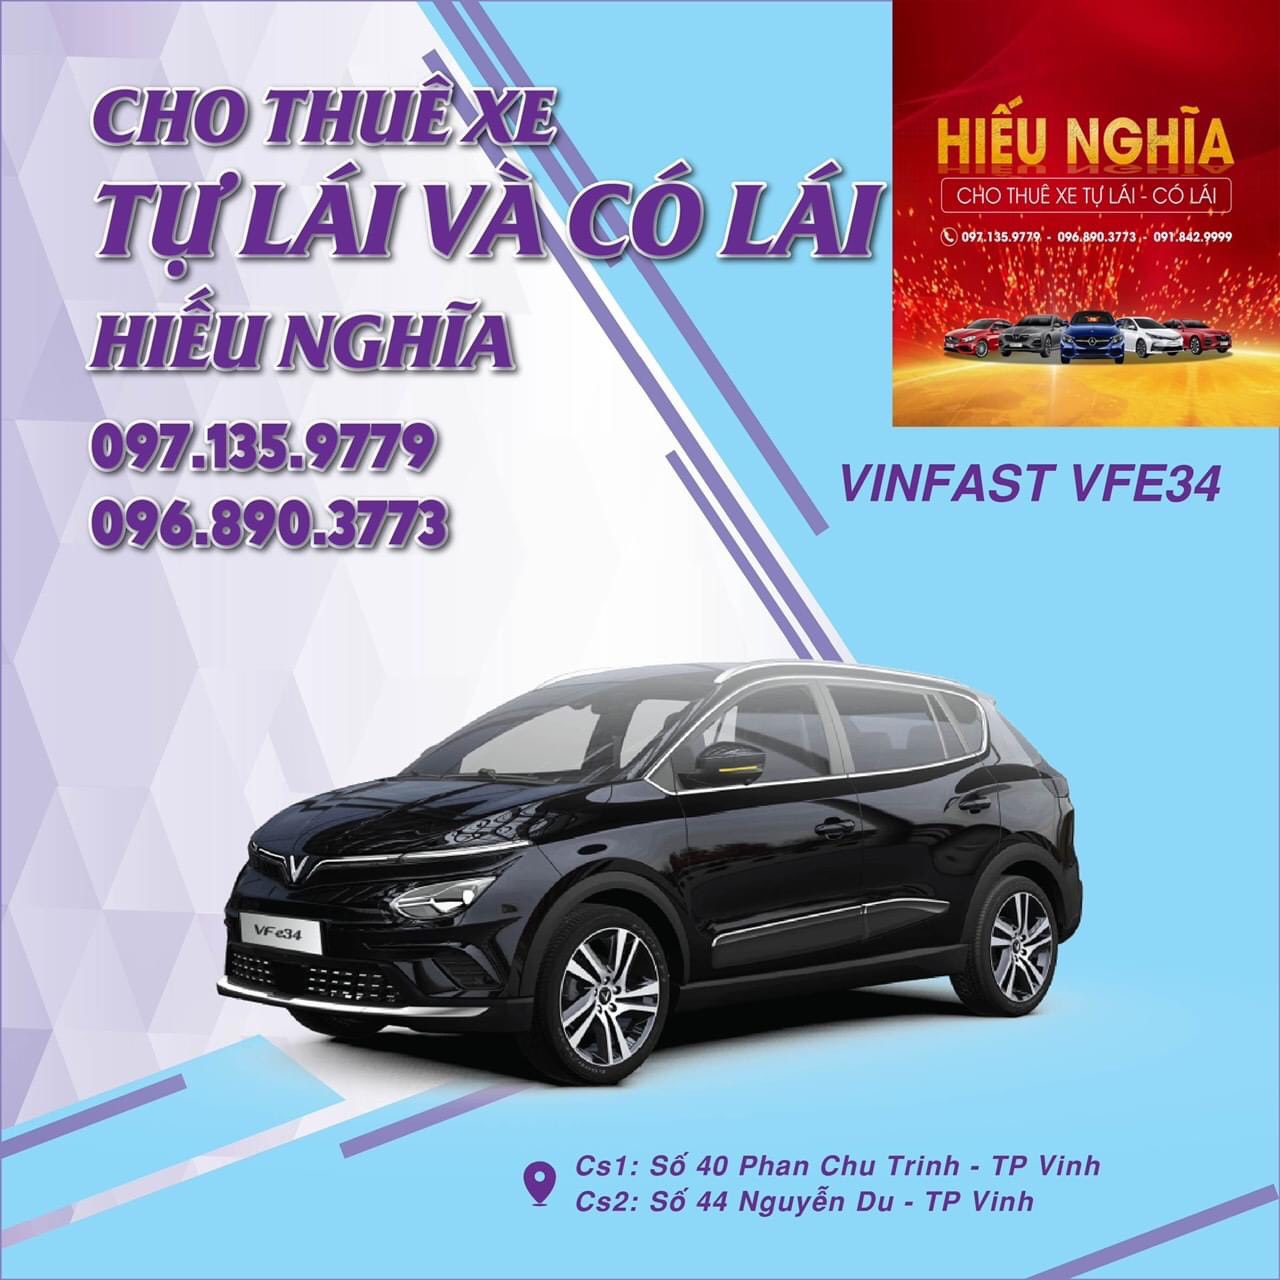 CHO THUÊ XE
TỰ LÁI VÀ CÓ LÁI
HIẾU NGHĨA
097.135.9779
096.890.3773
HIẾU NGHĨA
CHO THUÊ XE TỰ LÁI - CÓ LÁI
097.135.9779 - 096.890.3773 - 091.842.9999
VINFAST VFE34
VF e34
Cs1: Số 40 Phan Chu Trinh - TP Vinh
Cs2: Số 44 Nguyễn Du - TP Vinh